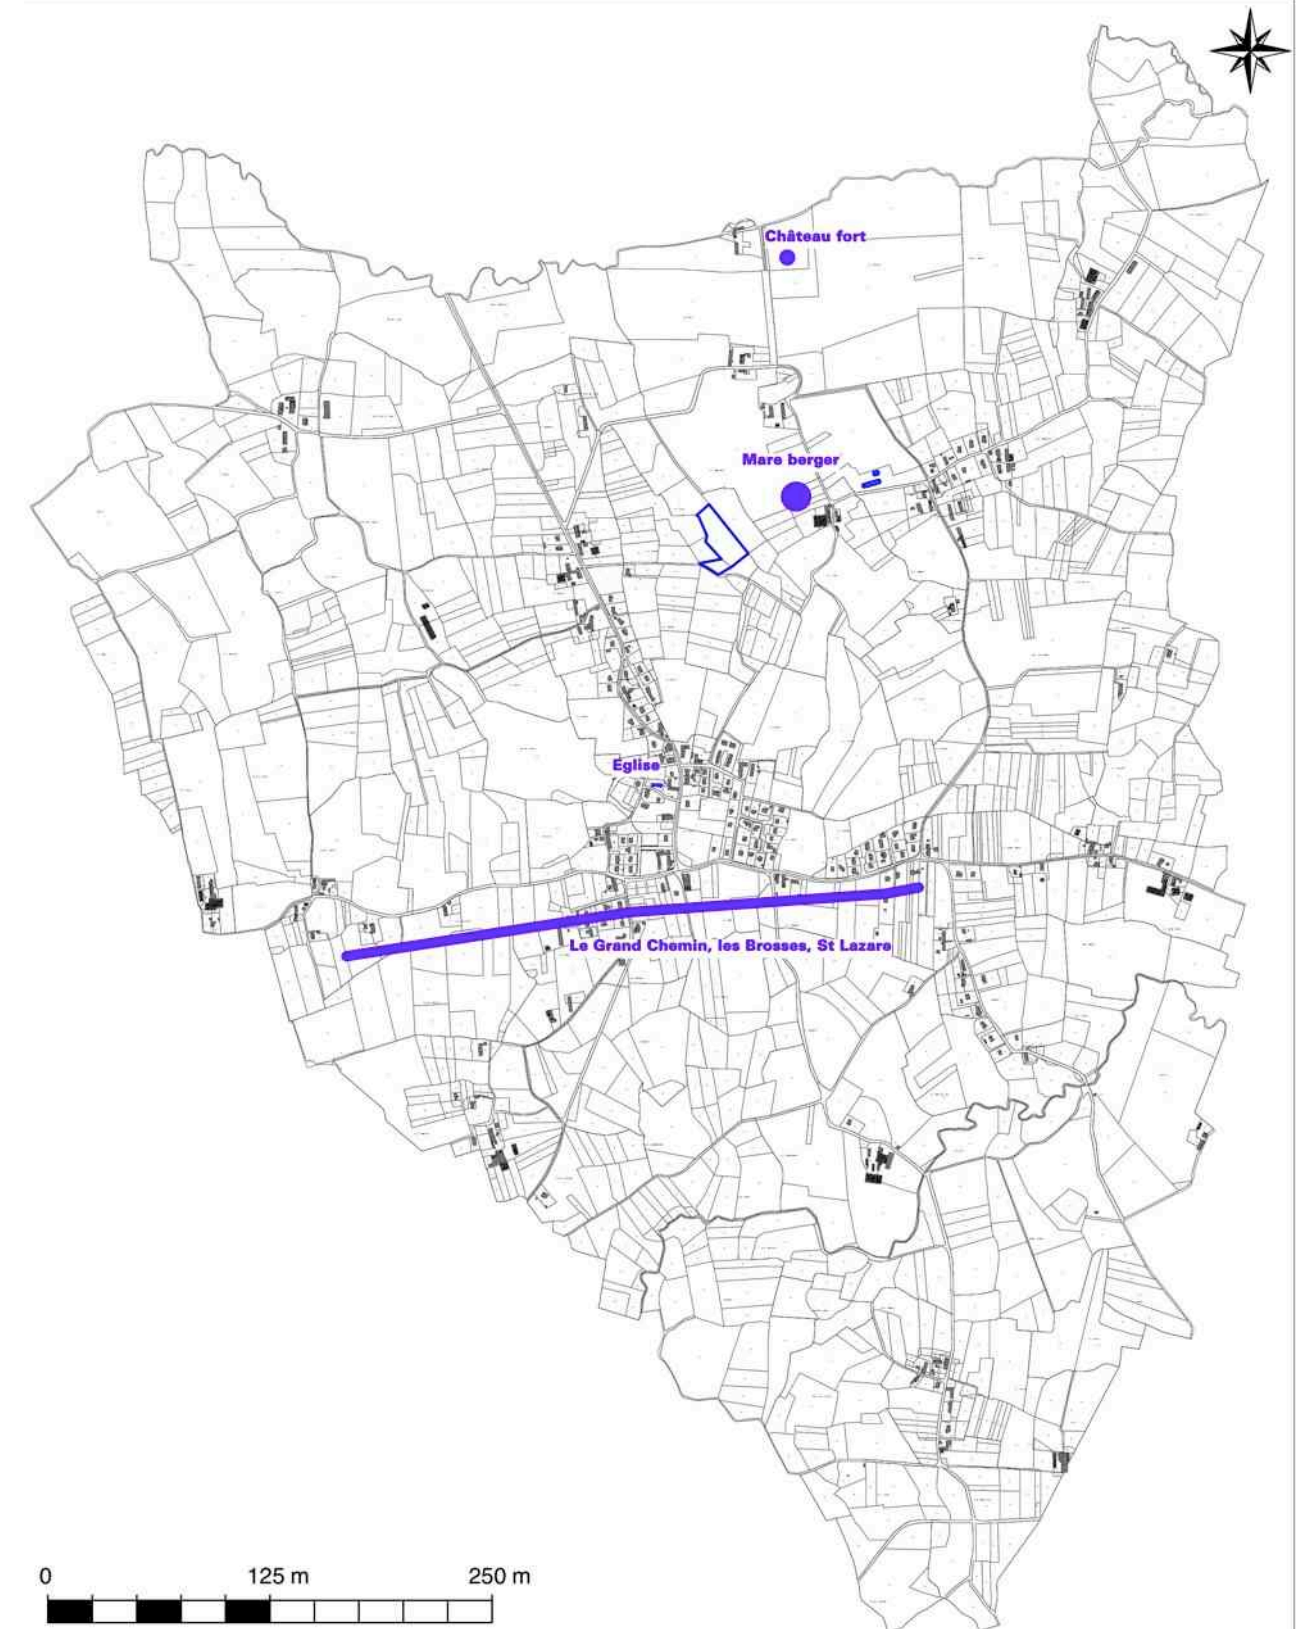 Château fort
Mare berger
Eglise
Le Grand Chemin, les Brosses, St Lazare
0 125 m 250 m